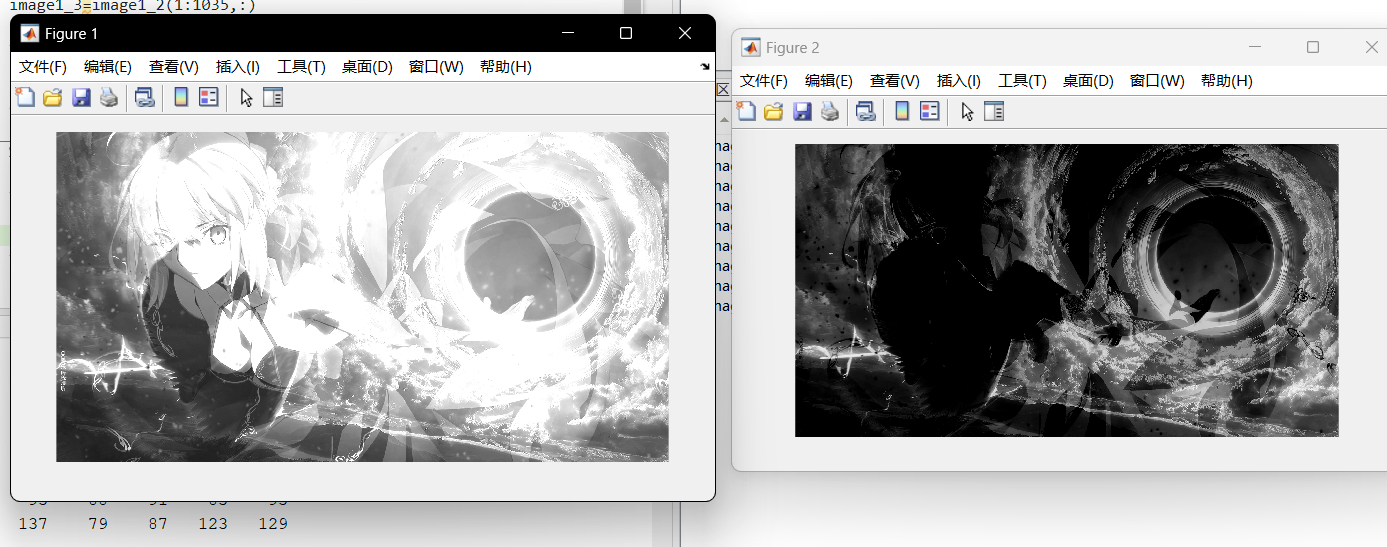 image1_3=image1_2(1:1035,:)
Figure 1
文件(F) 编辑(E) 查看(V) 插入(I) 工具(T) 桌面(D) 窗口(W) 帮助(H)
Figure 2
文件(F) 编辑(E) 查看(V) 插入(I) 工具(T) 桌面(D) 窗口(W) 帮助(H)
137 79 87 123 129